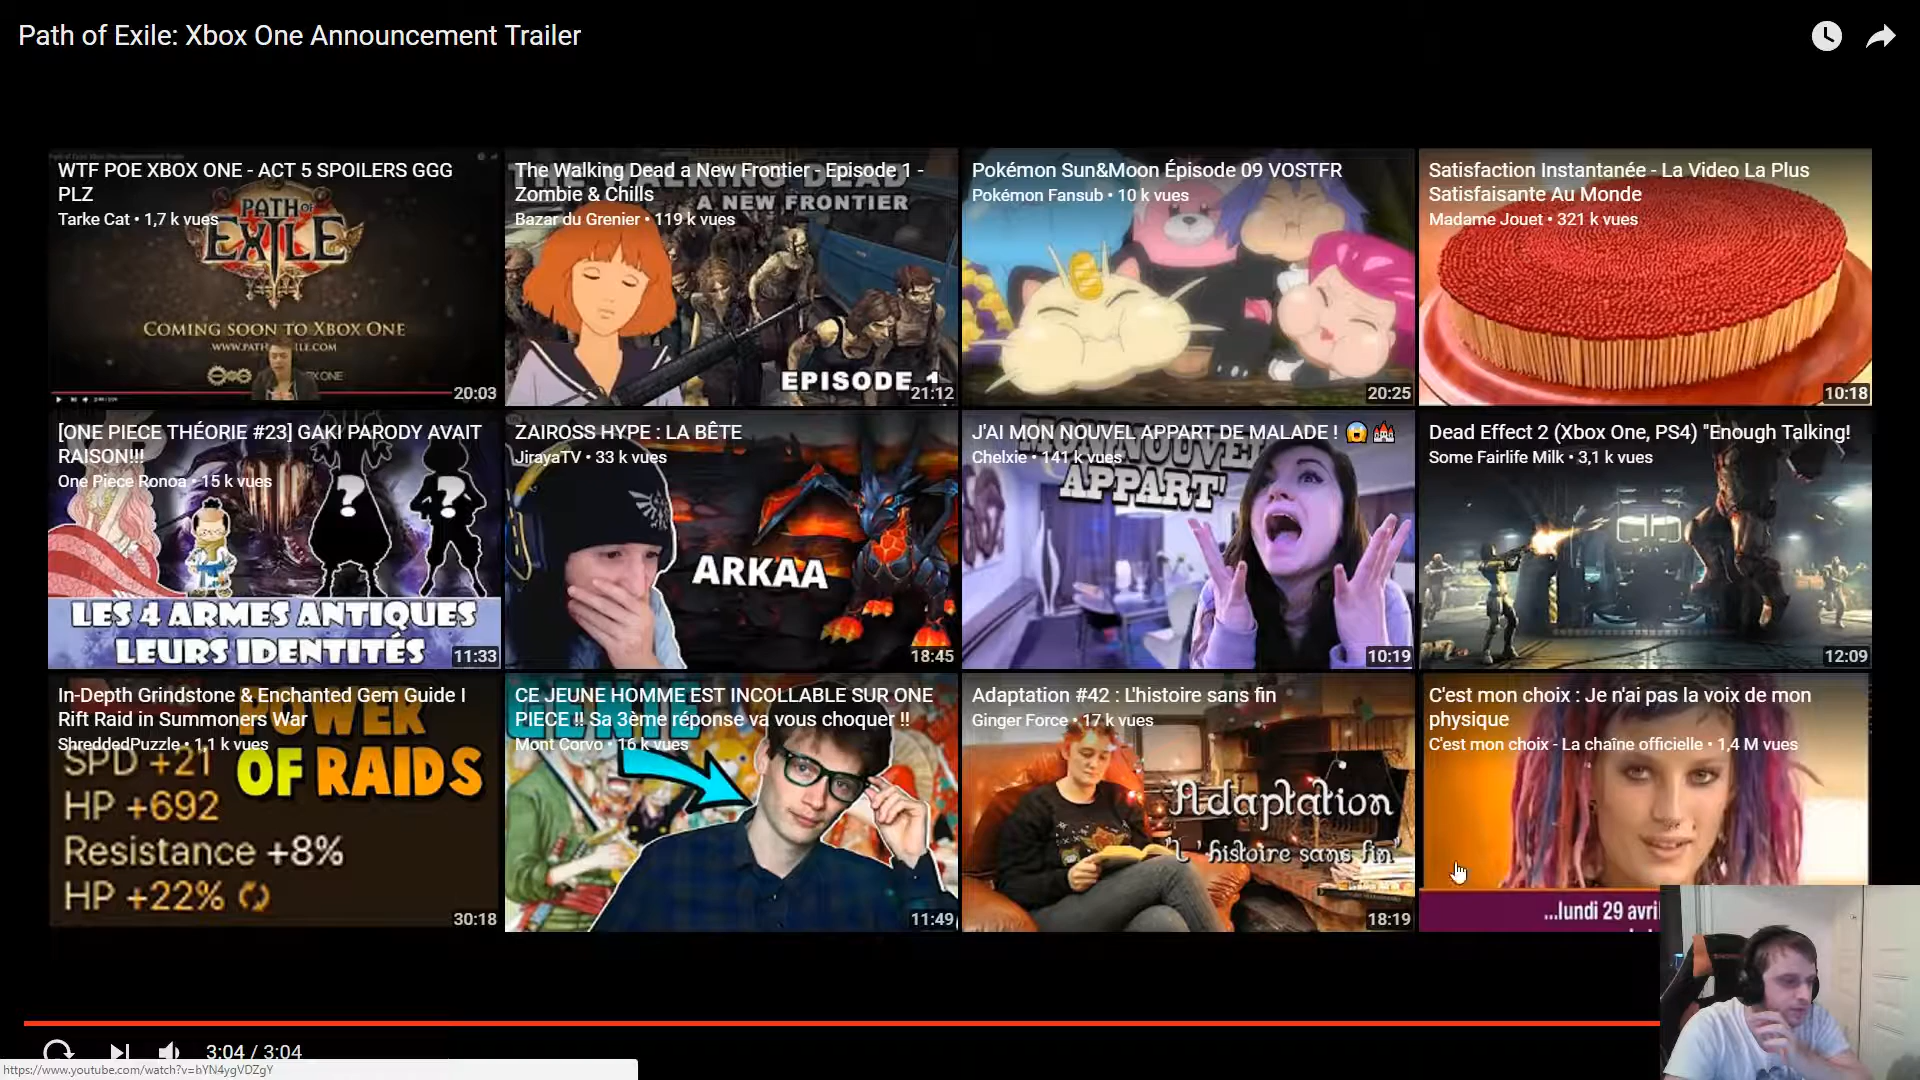 Path of Exile: Xbox One Announcement Trailer
WTF POE XBOX ONE - ACT 5 SPOILERS GGG
PLZ
Tarke Cat • 1,7 k vues
PATH OF
EXILE
COMING SOON TO XBOX ONE
20:03
The Walking Dead a New Frontier - Episode 1 -
Zombie & Chills
Bazar du Grenier • 119 k vues
THE WALKING DEAD
A NEW FRONTIER
EPISODE 1
21:12
Pokémon Sun&Moon Épisode 09 VOSTFR
Pokémon Fansub • 10 k vues
20:25
Satisfaction Instantanée - La Video La Plus
Satisfaisante Au Monde
Madame Jouet • 321 k vues
10:18
[ONE PIECE THÉORIE #23] GAKI PARODY AVAIT
RAISON!!!
One Piece Ronoa • 15 k vues
? ?
LES 4 ARMES ANTIQUES
LEURS IDENTITÉS
11:33
ZAIROSS HYPE : LA BÊTE
JirayaTV • 33 k vues
ARKAA
18:45
J'AI MON NOUVEL APPART DE MALADE ! 😱🏰
Chelxie • 141 k vues
APPART'
10:19
Dead Effect 2 (Xbox One, PS4) "Enough Talking!
Some Fairlife Milk • 3,1 k vues
12:09
In-Depth Grindstone & Enchanted Gem Guide I
Rift Raid in Summoners War
ShreddedPuzzle • 1,1 k vues
POWER
OF RAIDS
SPD +21
HP +692
Resistance +8%
HP +22%
30:18
CE JEUNE HOMME EST INCOLLABLE SUR ONE
PIECE !! Sa 3ème réponse va vous choquer !!
Mont Corvo • 16 k vues
11:49
Adaptation #42 : L'histoire sans fin
Ginger Force • 17 k vues
Adaptation
"L'histoire sans fin"
18:19
C'est mon choix : Je n'ai pas la voix de mon
physique
C'est mon choix - La chaîne officielle • 1,4 M vues
...lundi 29 avril
3:04 / 3:04
https://www.youtube.com/watch?v=bYN4ygVDZgY